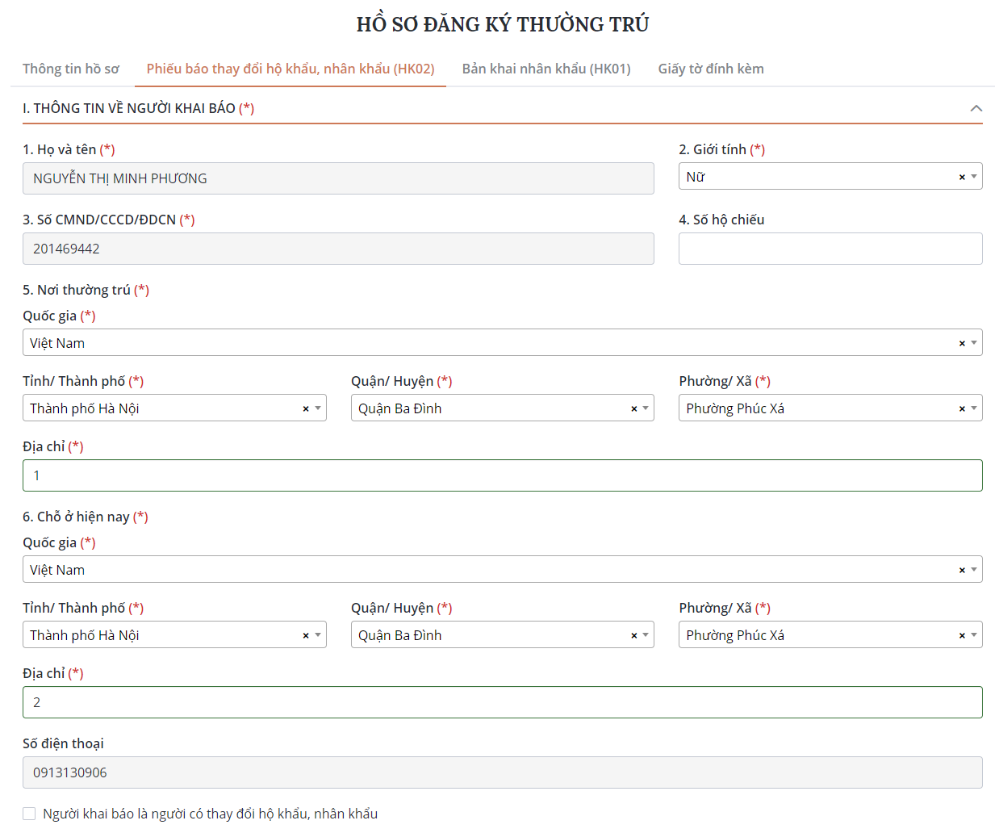 HỒ SƠ ĐĂNG KÝ THƯỜNG TRÚ
Thông tin hồ sơ Phiếu báo thay đổi hộ khẩu, nhân khẩu (HK02) Bản khai nhân khẩu (HK01) Giấy tờ đính kèm
I. THÔNG TIN VỀ NGƯỜI KHAI BÁO (*)
1. Họ và tên (*) 2. Giới tính (*)
NGUYỄN THỊ MINH PHƯƠNG Nữ ×
3. Số CMND/CCCD/ĐDCN (*) 4. Số hộ chiếu
201469442
5. Nơi thường trú (*)
Quốc gia (*)
Việt Nam ×
Tỉnh/ Thành phố (*) Quận/ Huyện (*) Phường/ Xã (*)
Thành phố Hà Nội × Quận Ba Đình × Phường Phúc Xá ×
Địa chỉ (*)
1
6. Chỗ ở hiện nay (*)
Quốc gia (*)
Việt Nam ×
Tỉnh/ Thành phố (*) Quận/ Huyện (*) Phường/ Xã (*)
Thành phố Hà Nội × Quận Ba Đình × Phường Phúc Xá ×
Địa chỉ (*)
2
Số điện thoại
0913130906
Người khai báo là người có thay đổi hộ khẩu, nhân khẩu